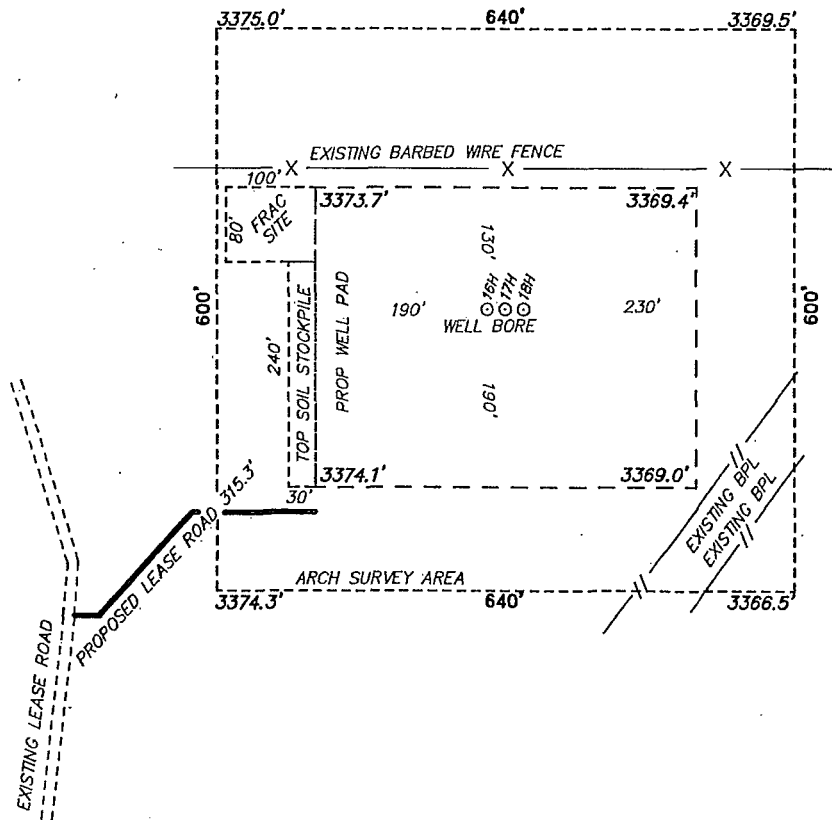 3375.0' 640' 3369.5'
EXISTING BARBED WIRE FENCE
X X X
100'
80'
FRAC
SITE
3373.7' 3369.4'
130'
16H
17H
18H
600'
190' 230'
600'
WELL BORE
PROP WELL PAD
TOP SOIL STOCKPILE
240'
190'
3374.1' 3369.0'
30'
EXISTING BPL
EXISTING BPL
PROPOSED LEASE ROAD 315.3'
ARCH SURVEY AREA
3374.3' 640' 3366.5'
EXISTING LEASE ROAD